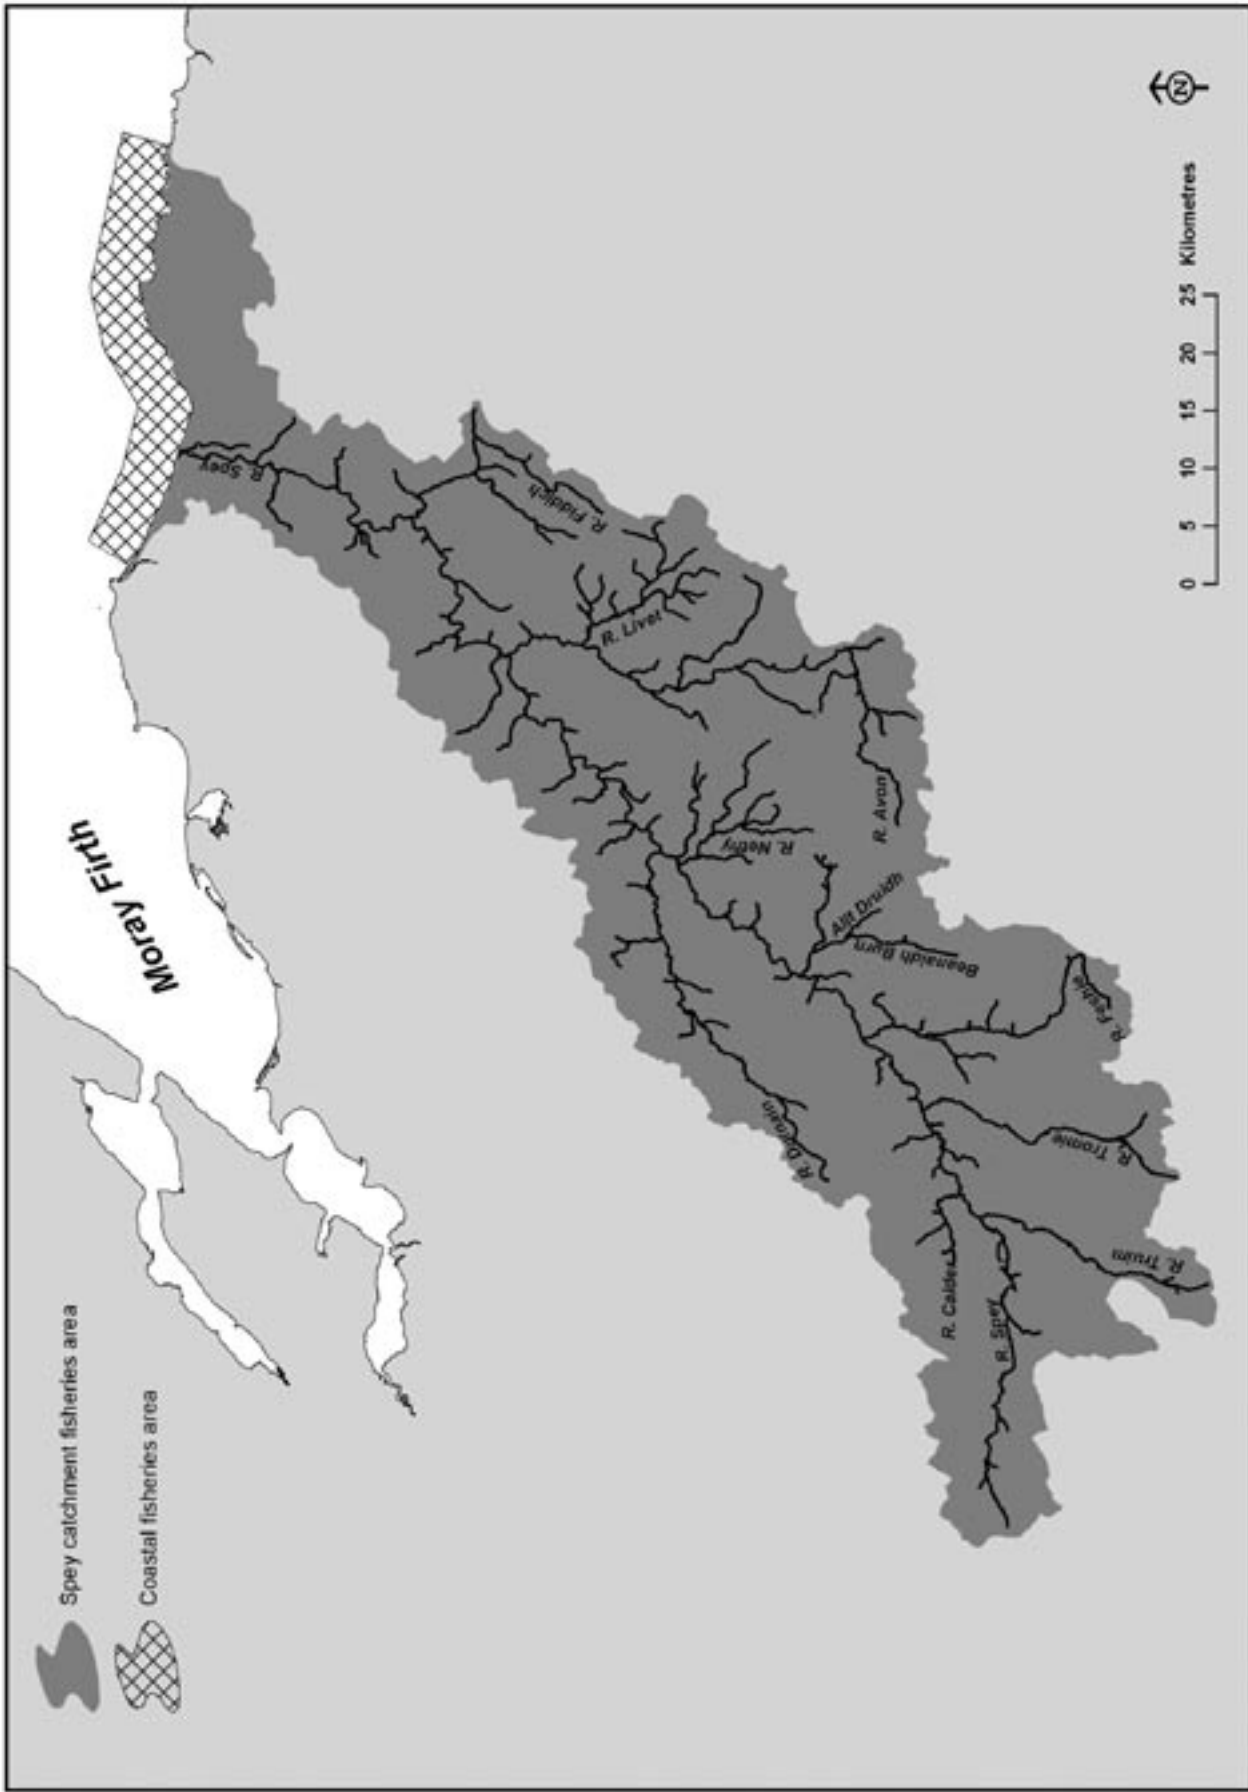 Spey catchment fisheries area
Coastal fisheries area
Moray Firth
R. Spey
R. Fiddich
R. Livet
R. Avon
R. Nethy
Allt Druidh
Beanaidh Burn
R. Feshie
R. Dulnain
R. Tromie
R. Truim
R. Calder
R. Spey
N
0 5 10 15 20 25 Kilometres